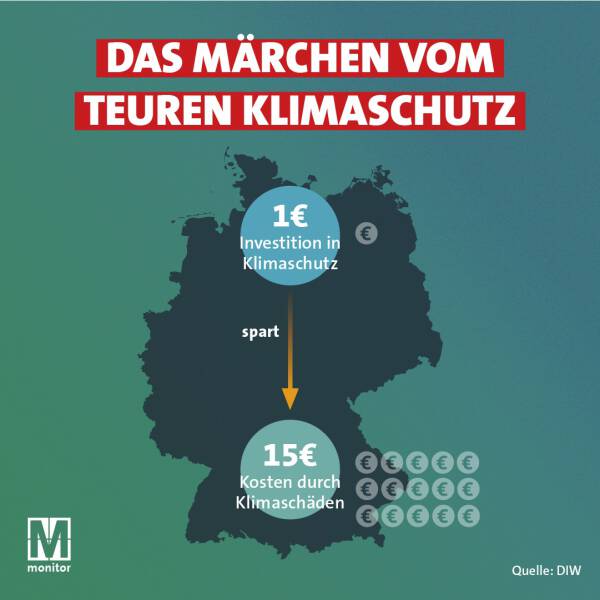 DAS MÄRCHEN VOM
TEUREN KLIMASCHUTZ
1€
Investition in
Klimaschutz
€
spart
15€
Kosten durch
Klimaschäden
€ € € € €
€ € € € €
€ € € € €
M
monitor
Quelle: DIW